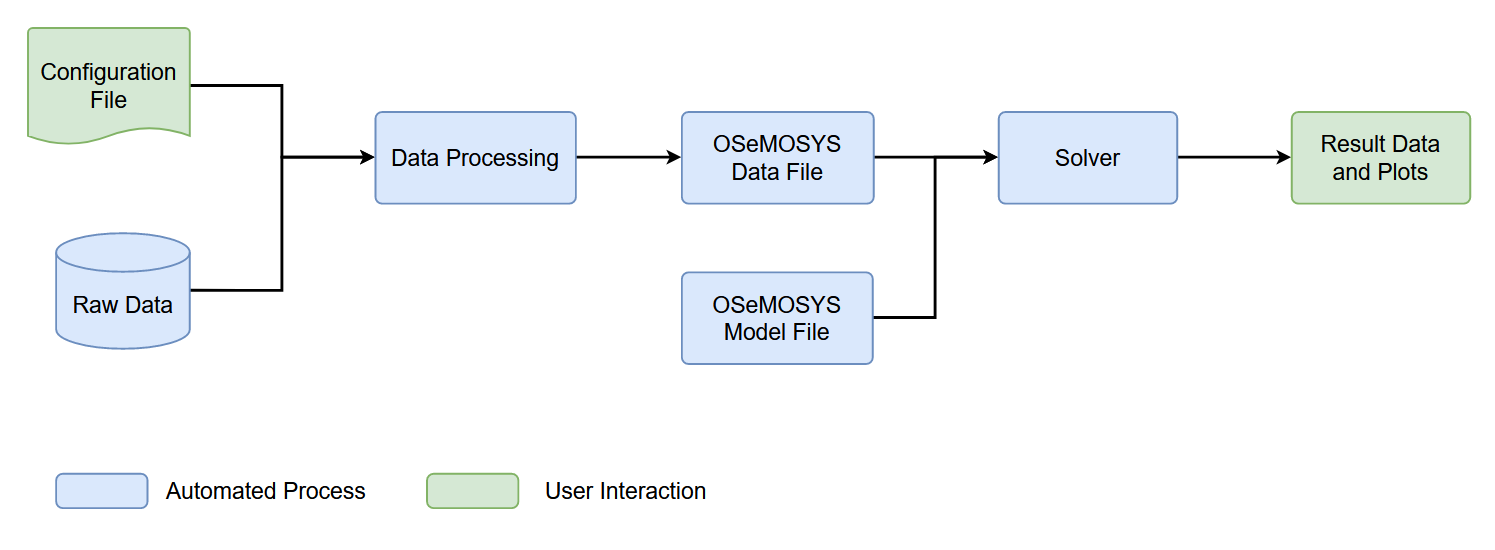 Configuration
File
Raw Data
Data Processing
OSeMOSYS
Data File
OSeMOSYS
Model File
Solver
Result Data
and Plots
Automated Process
User Interaction